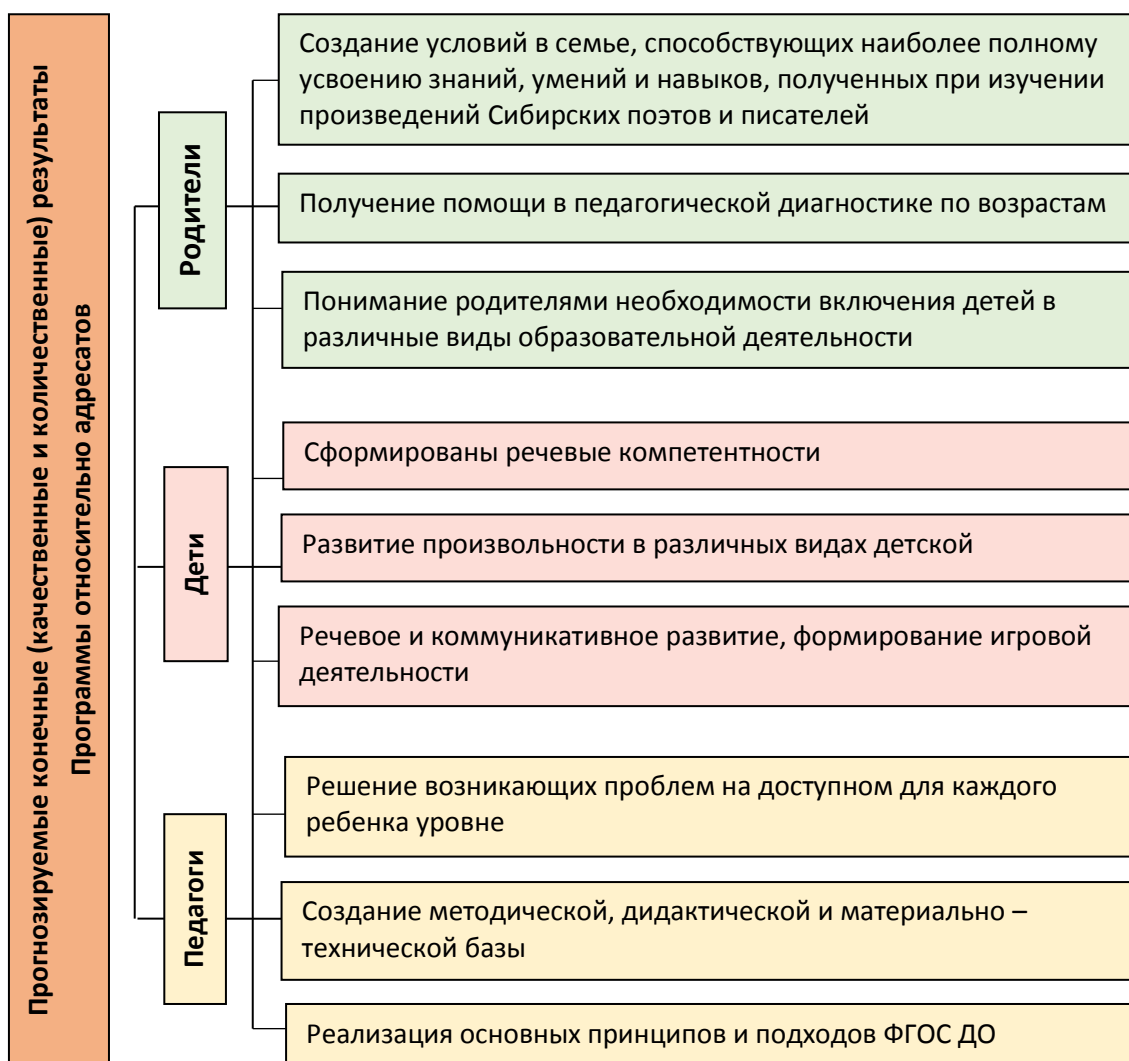 Прогнозируемые конечные (качественные и количественные) результаты
Программы относительно адресатов
Родители
Создание условий в семье, способствующих наиболее полному
усвоению знаний, умений и навыков, полученных при изучении
произведений Сибирских поэтов и писателей
Получение помощи в педагогической диагностике по возрастам
Понимание родителями необходимости включения детей в
различные виды образовательной деятельности
Дети
Сформированы речевые компетентности
Развитие произвольности в различных видах детской
Речевое и коммуникативное развитие, формирование игровой
деятельности
Педагоги
Решение возникающих проблем на доступном для каждого
ребенка уровне
Создание методической, дидактической и материально –
технической базы
Реализация основных принципов и подходов ФГОС ДО